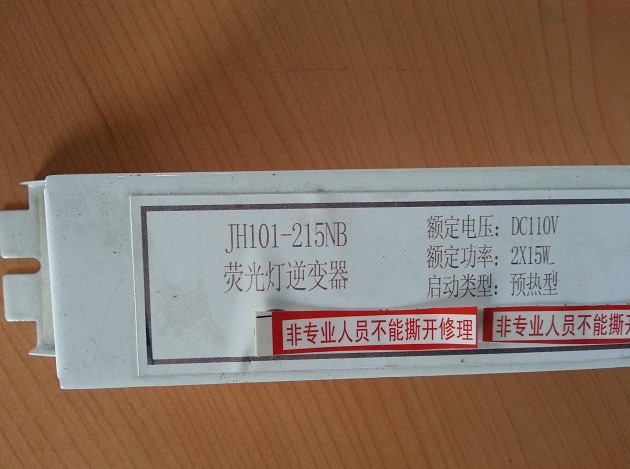 JH101-215NB
荧光灯逆变器
额定电压：DC110V
额定功率：2X15W
启动类型：预热型
非专业人员不能撕开修理
非专业人员不能撕开